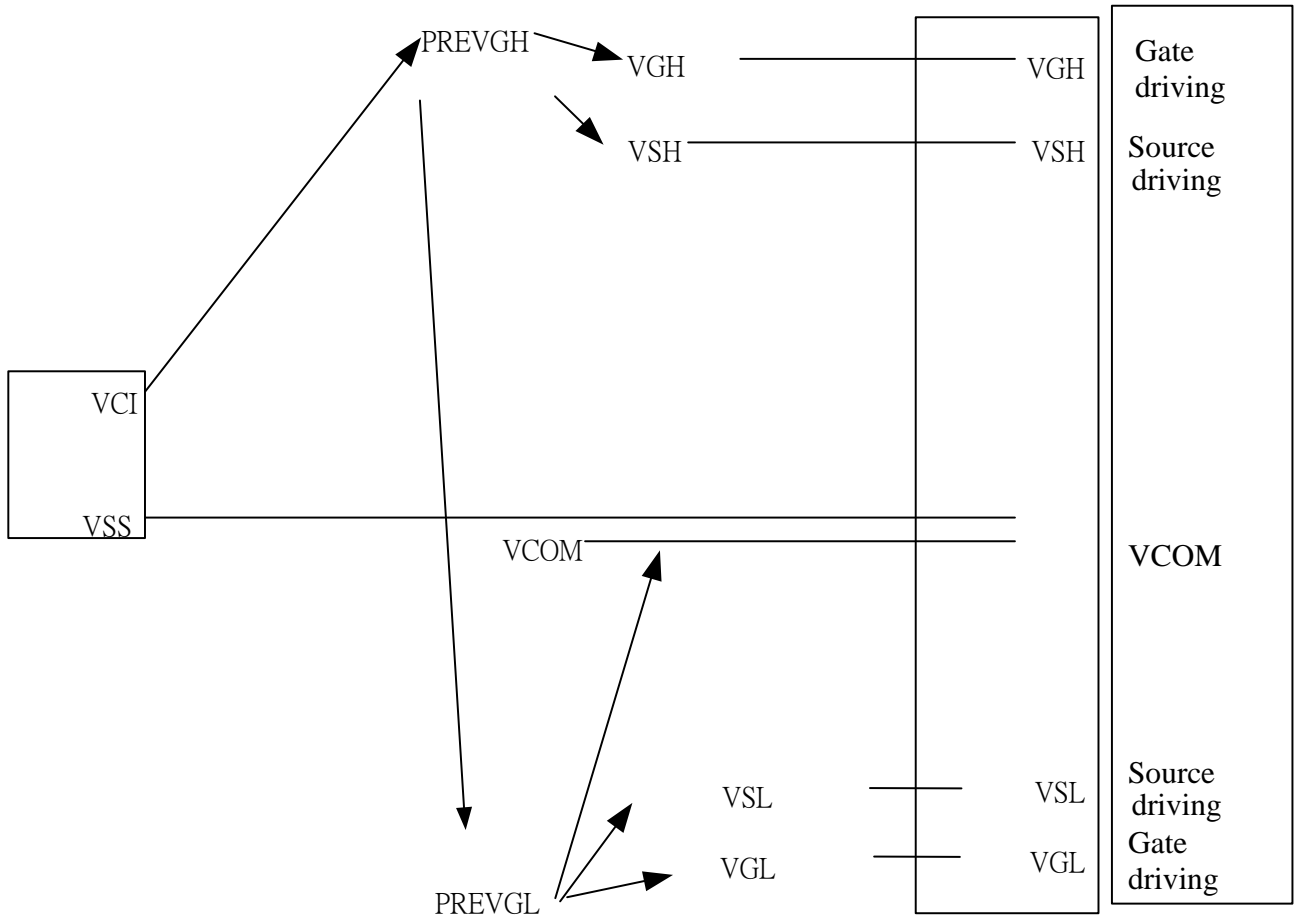 PREVGH
VGH
VGH
Gate
driving
VSH
VSH
Source
driving
VCI
VSS
VCOM
VCOM
VSL
VSL
Source
driving
VGL
VGL
Gate
driving
PREVGL